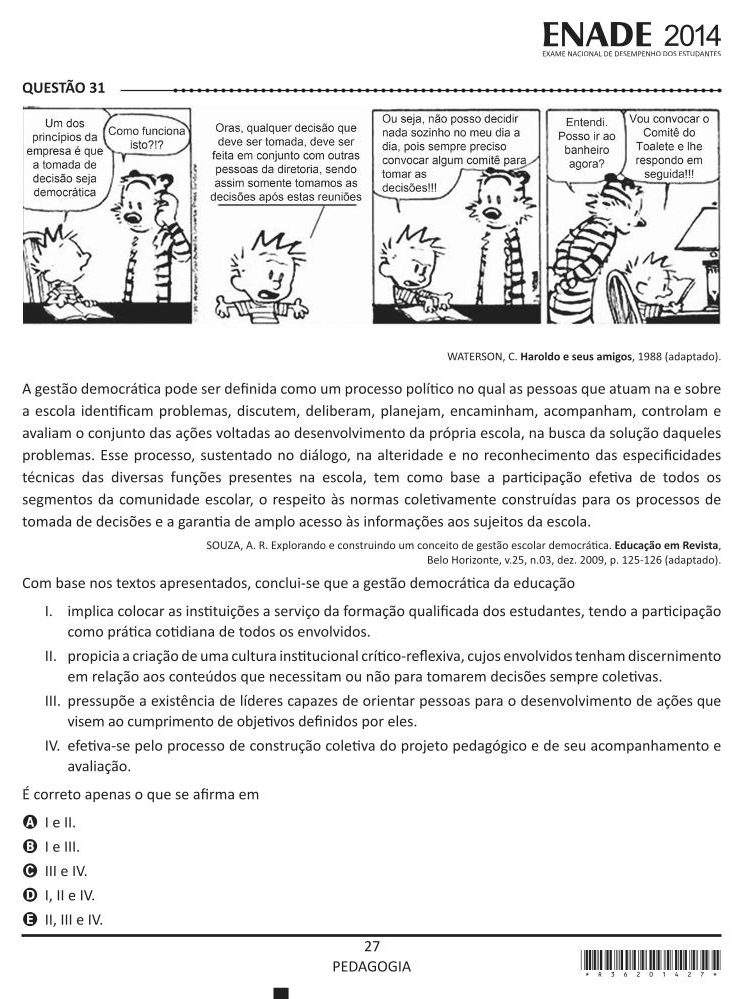 ENADE 2014
EXAME NACIONAL DE DESEMPENHO DOS ESTUDANTES
QUESTÃO 31
Um dos
princípios da
empresa é que
a tomada de
decisão seja
democrática
Como funciona
isto?!?
Oras, qualquer decisão que
deve ser tomada, deve ser
feita em conjunto com outras
pessoas da diretoria, sendo
assim somente tomamos as
decisões após estas reuniões
Ou seja, não posso decidir
nada sozinho no meu dia a
dia, pois sempre preciso
convocar algum comitê para
tomar as
decisões!!!
Entendi.
Posso ir ao
banheiro
agora?
Vou convocar o
Comitê do
Toalete e lhe
respondo em
seguida!!!
WATERSON, C. Haroldo e seus amigos, 1988 (adaptado).
A gestão democrática pode ser definida como um processo político no qual as pessoas que atuam na e sobre
a escola identificam problemas, discutem, deliberam, planejam, encaminham, acompanham, controlam e
avaliam o conjunto das ações voltadas ao desenvolvimento da própria escola, na busca da solução daqueles
problemas. Esse processo, sustentado no diálogo, na alteridade e no reconhecimento das especificidades
técnicas das diversas funções presentes na escola, tem como base a participação efetiva de todos os
segmentos da comunidade escolar, o respeito às normas coletivamente construídas para os processos de
tomada de decisões e a garantia de amplo acesso às informações aos sujeitos da escola.
SOUZA, A. R. Explorando e construindo um conceito de gestão escolar democrática. Educação em Revista,
Belo Horizonte, v.25, n.03, dez. 2009, p. 125-126 (adaptado).
Com base nos textos apresentados, conclui-se que a gestão democrática da educação
I. implica colocar as instituições a serviço da formação qualificada dos estudantes, tendo a participação
como prática cotidiana de todos os envolvidos.
II. propicia a criação de uma cultura institucional crítico-reflexiva, cujos envolvidos tenham discernimento
em relação aos conteúdos que necessitam ou não para tomarem decisões sempre coletivas.
III. pressupõe a existência de líderes capazes de orientar pessoas para o desenvolvimento de ações que
visem ao cumprimento de objetivos definidos por eles.
IV. efetiva-se pelo processo de construção coletiva do projeto pedagógico e de seu acompanhamento e
avaliação.
É correto apenas o que se afirma em
A I e II.
B I e III.
C III e IV.
D I, II e IV.
E II, III e IV.
27
PEDAGOGIA
* R 3 6 2 0 1 4 2 7 *